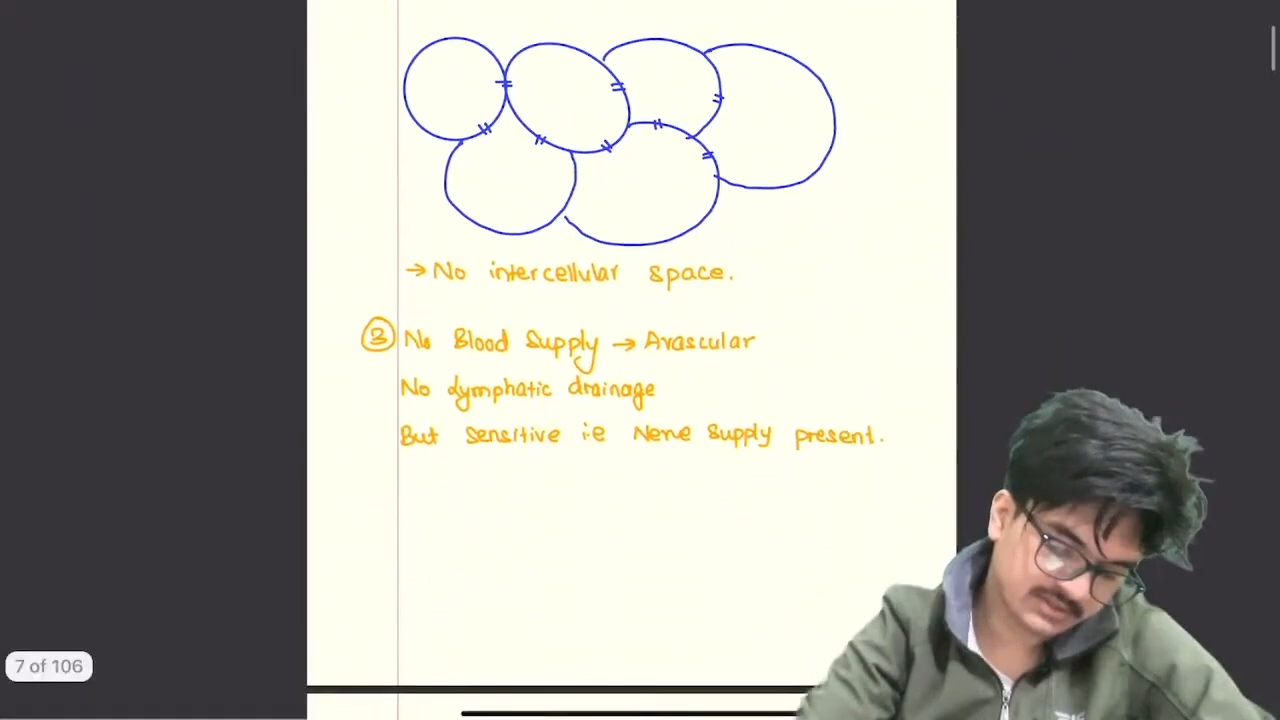 → No intercellular space.
③ No Blood Supply → Avascular
No lymphatic drainage
But sensitive i.e Nerve supply present.
7 of 106